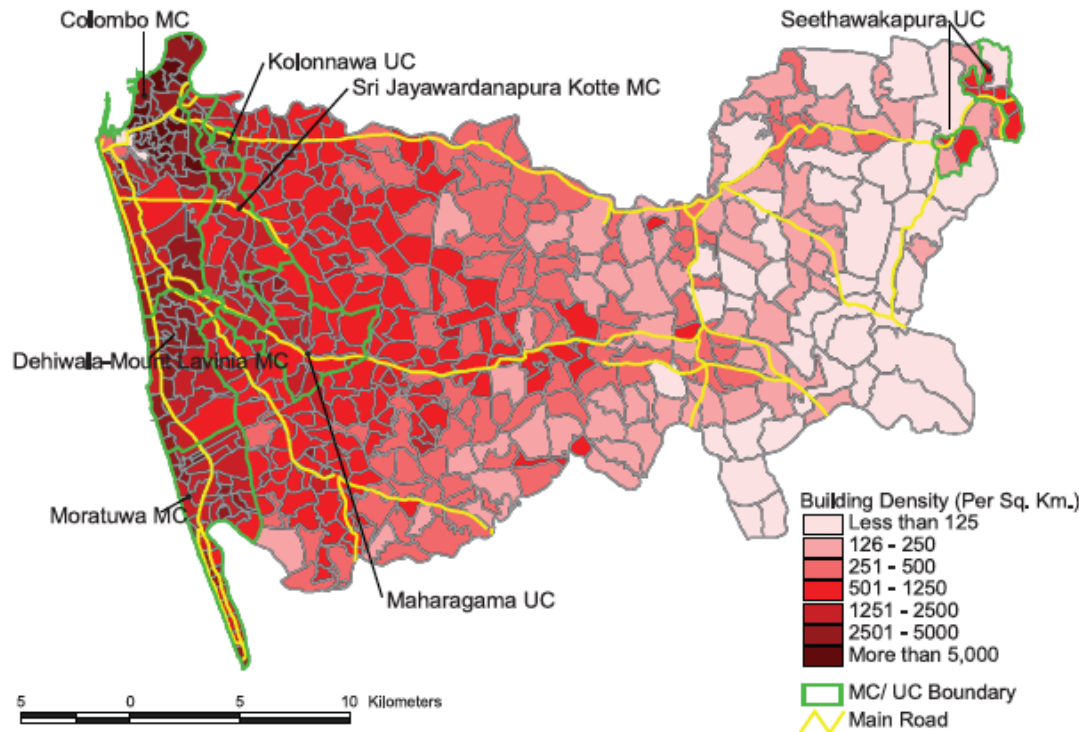 Colombo MC
Seethawakapura UC
Kolonnawa UC
Sri Jayawardanapura Kotte MC
Dehiwala-Mount Lavinia MC
Moratuwa MC
Maharagama UC
Building Density (Per Sq. Km.)
Less than 125
126 - 250
251 - 500
501 - 1250
1251 - 2500
2501 - 5000
More than 5,000
MC/ UC Boundary
Main Road
5 0 5 10 Kilometers